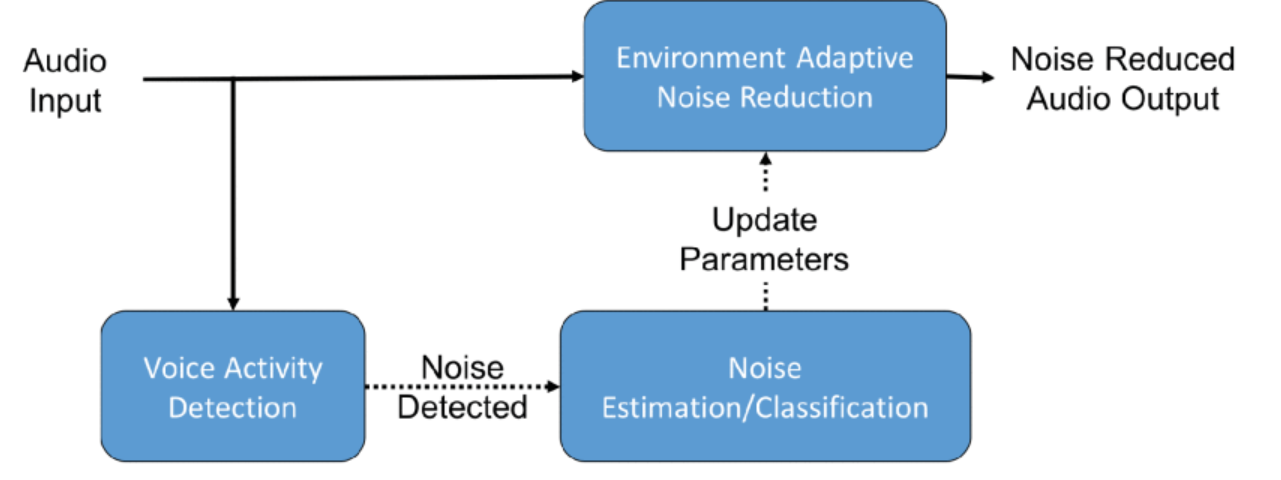 Audio
Input
Environment Adaptive
Noise Reduction
Noise Reduced
Audio Output
Update
Parameters
Voice Activity
Detection
Noise
Detected
Noise
Estimation/Classification